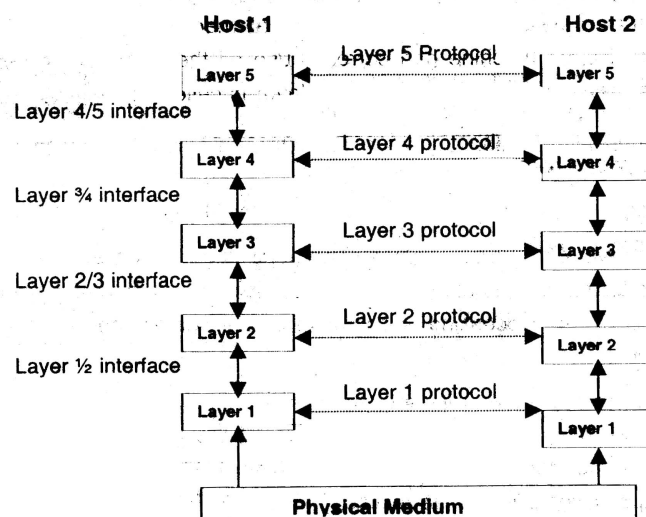 Host 1 Host 2
Layer 5 Protocol
Layer 5 Layer 5
Layer 4/5 interface
Layer 4 protocol
Layer 4 Layer 4
Layer ¾ interface
Layer 3 protocol
Layer 3 Layer 3
Layer 2/3 interface
Layer 2 protocol
Layer 2 Layer 2
Layer ½ interface
Layer 1 protocol
Layer 1 Layer 1
Physical Medium